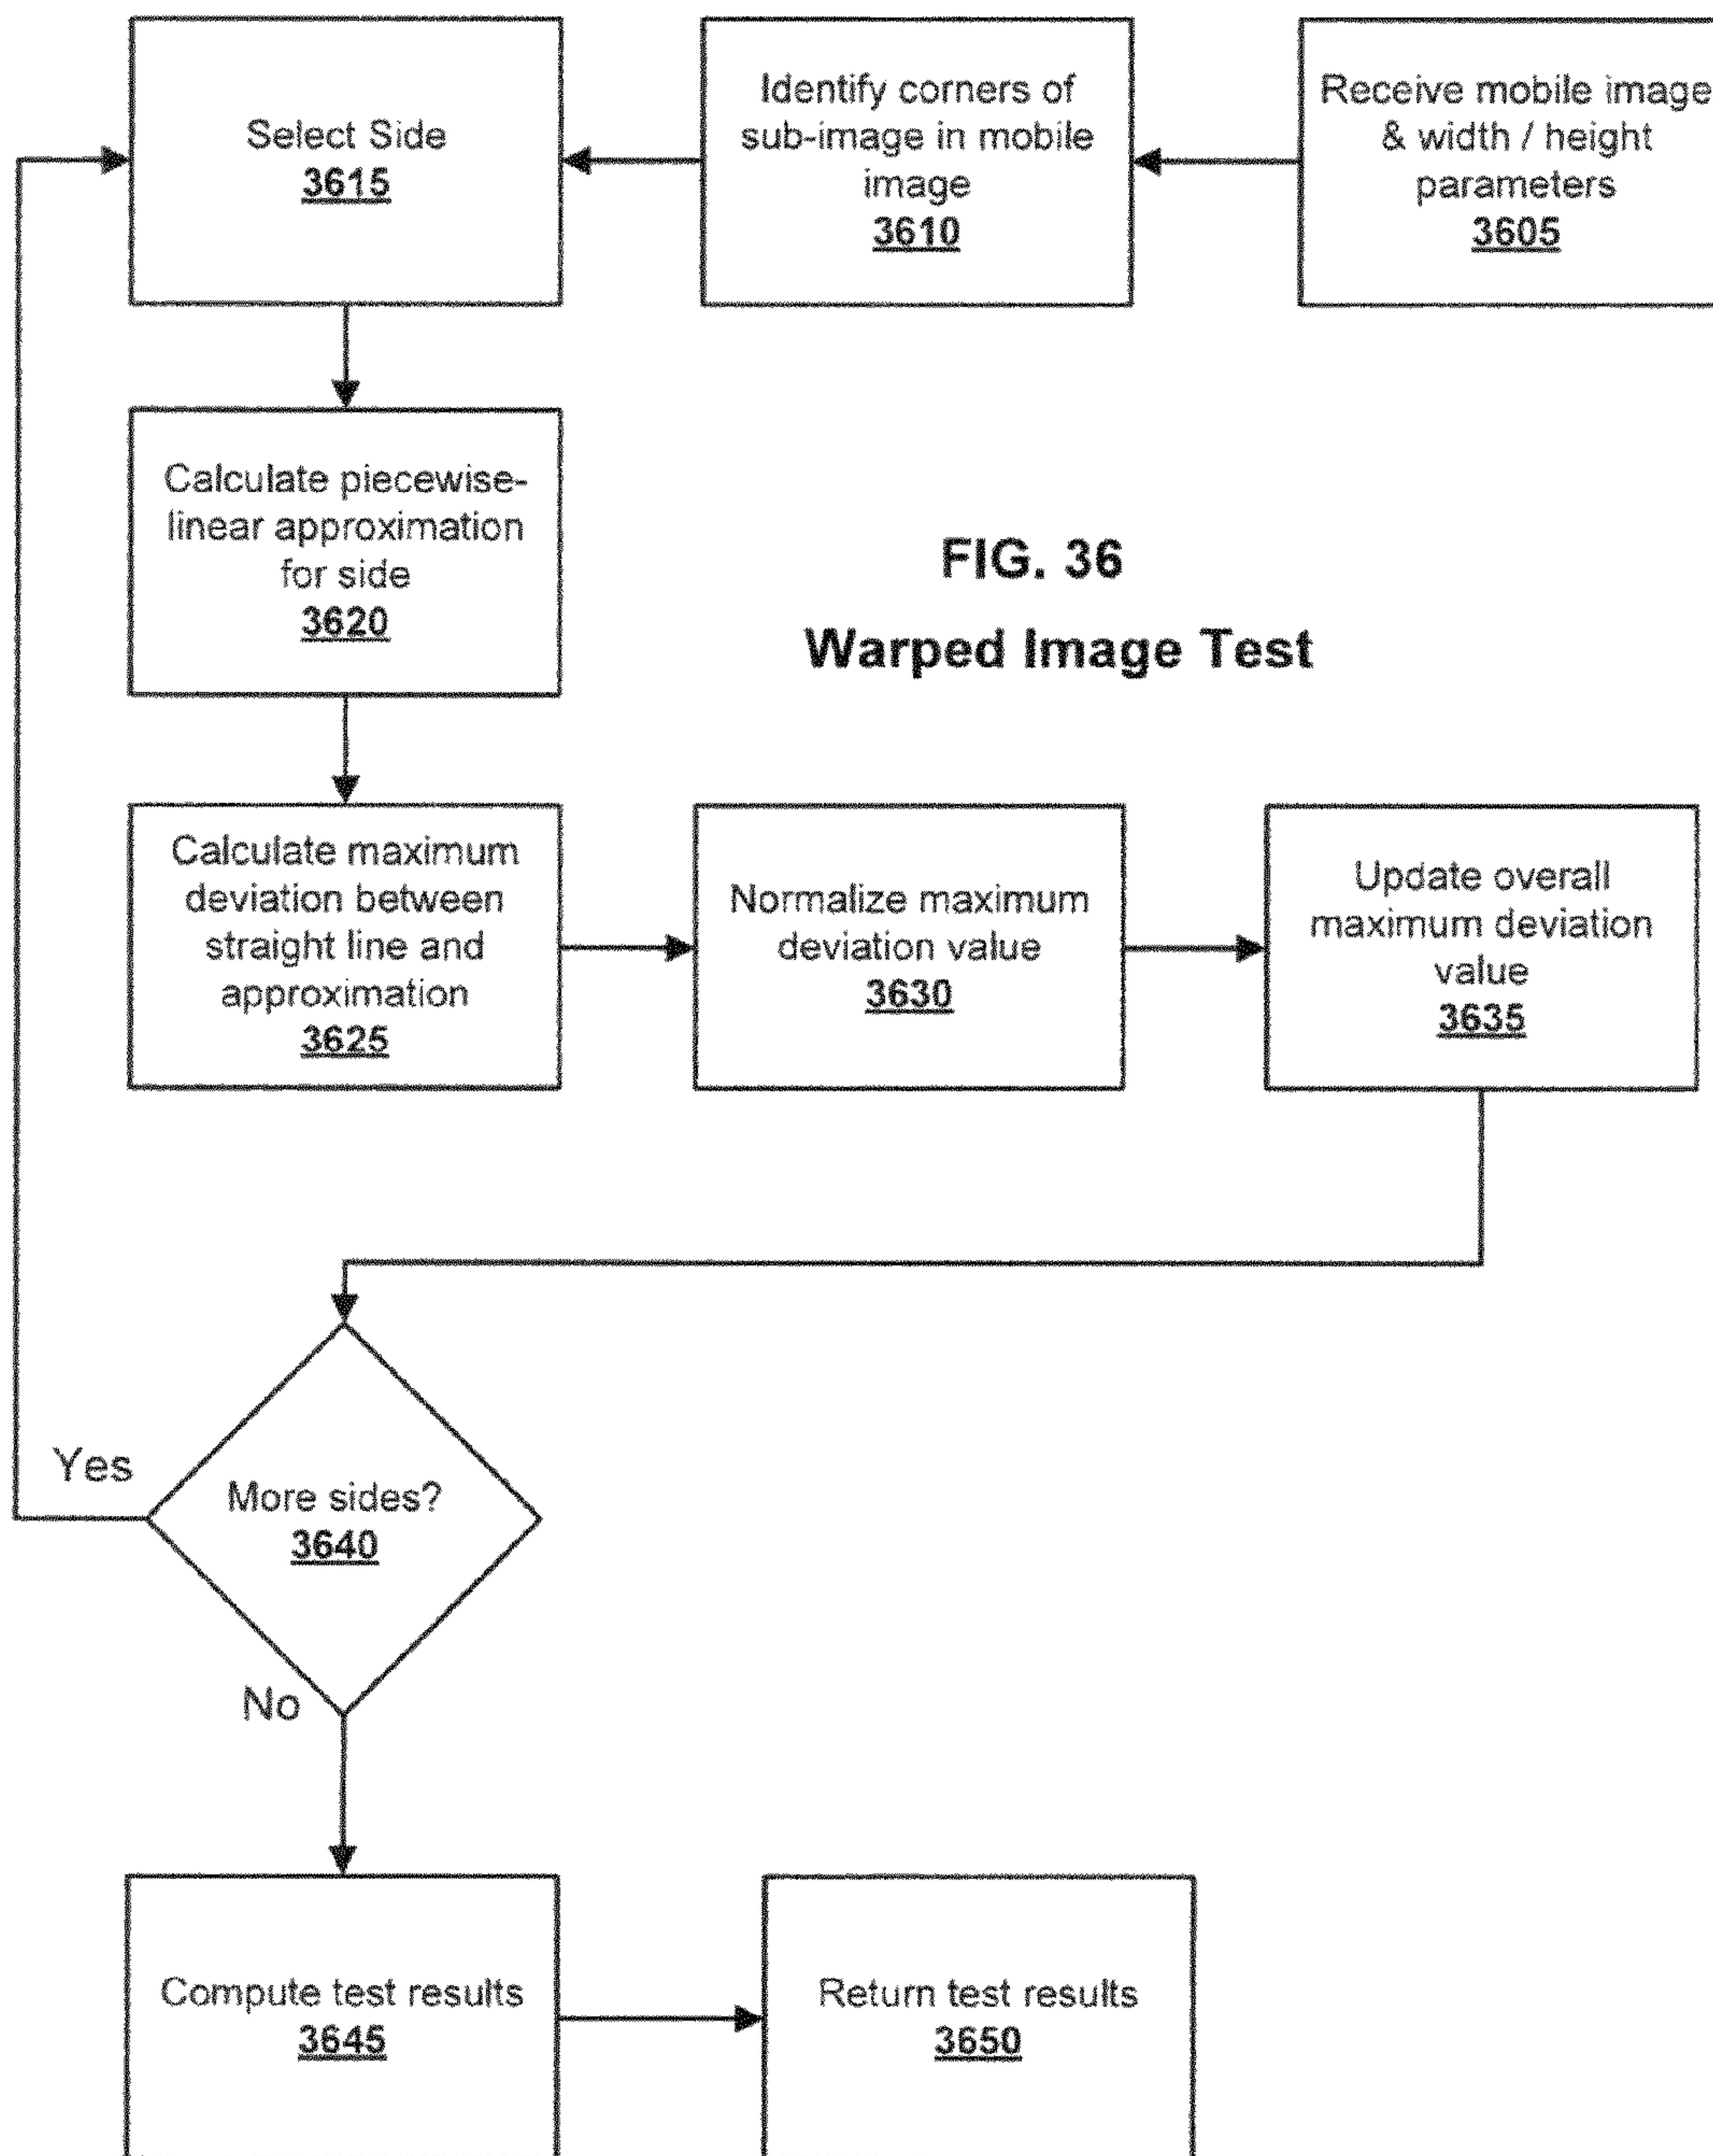 Receive mobile image
& width / height
parameters
3605
Identify corners of
sub-image in mobile
image
3610
Select Side
3615
Calculate piecewise-
linear approximation
for side
3620
FIG. 36
Warped Image Test
Calculate maximum
deviation between
straight line and
approximation
3625
Normalize maximum
deviation value
3630
Update overall
maximum deviation
value
3635
More sides?
3640
Yes
No
Compute test results
3645
Return test results
3650